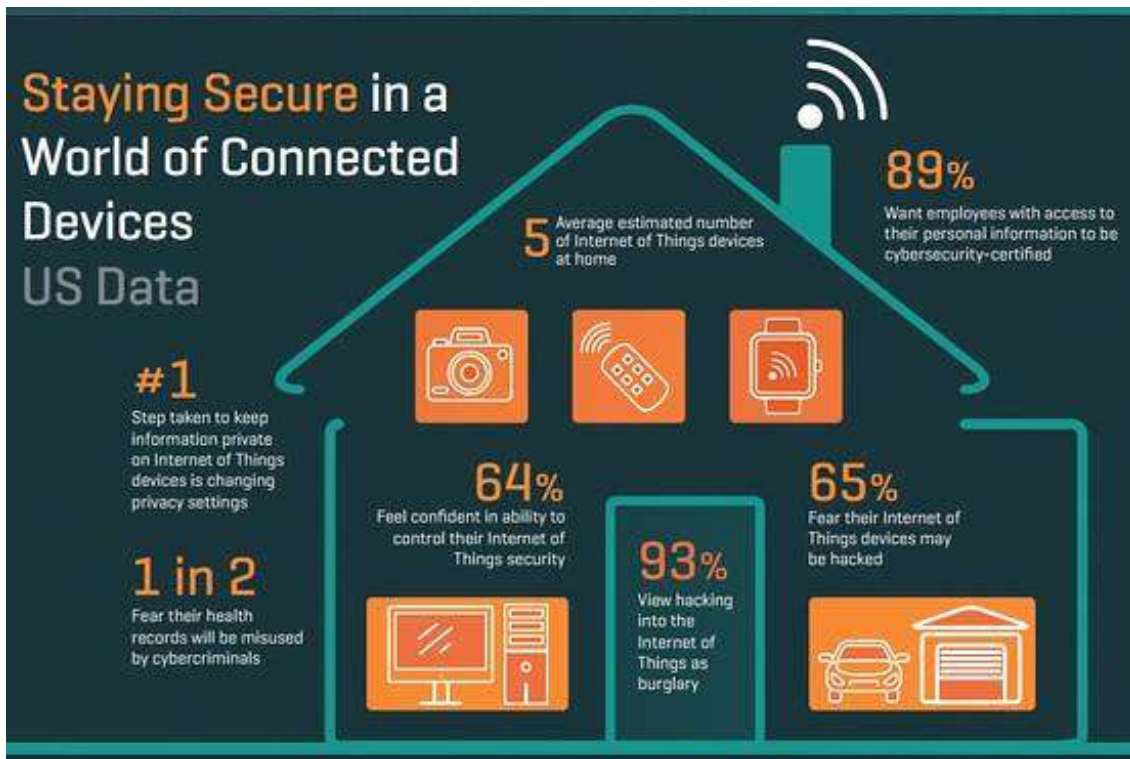 Staying Secure in a
World of Connected
Devices
US Data
89%
Want employees with access to
their personal information to be
cybersecurity-certified
5
Average estimated number
of Internet of Things devices
at home
#1
Step taken to keep
information private
on Internet of Things
devices is changing
privacy settings
64%
Feel confident in ability to
control their Internet of
Things security
65%
Fear their Internet of
Things devices may
be hacked
1 in 2
Fear their health
records will be misused
by cybercriminals
93%
View hacking
into the
Internet of
Things as
burglary